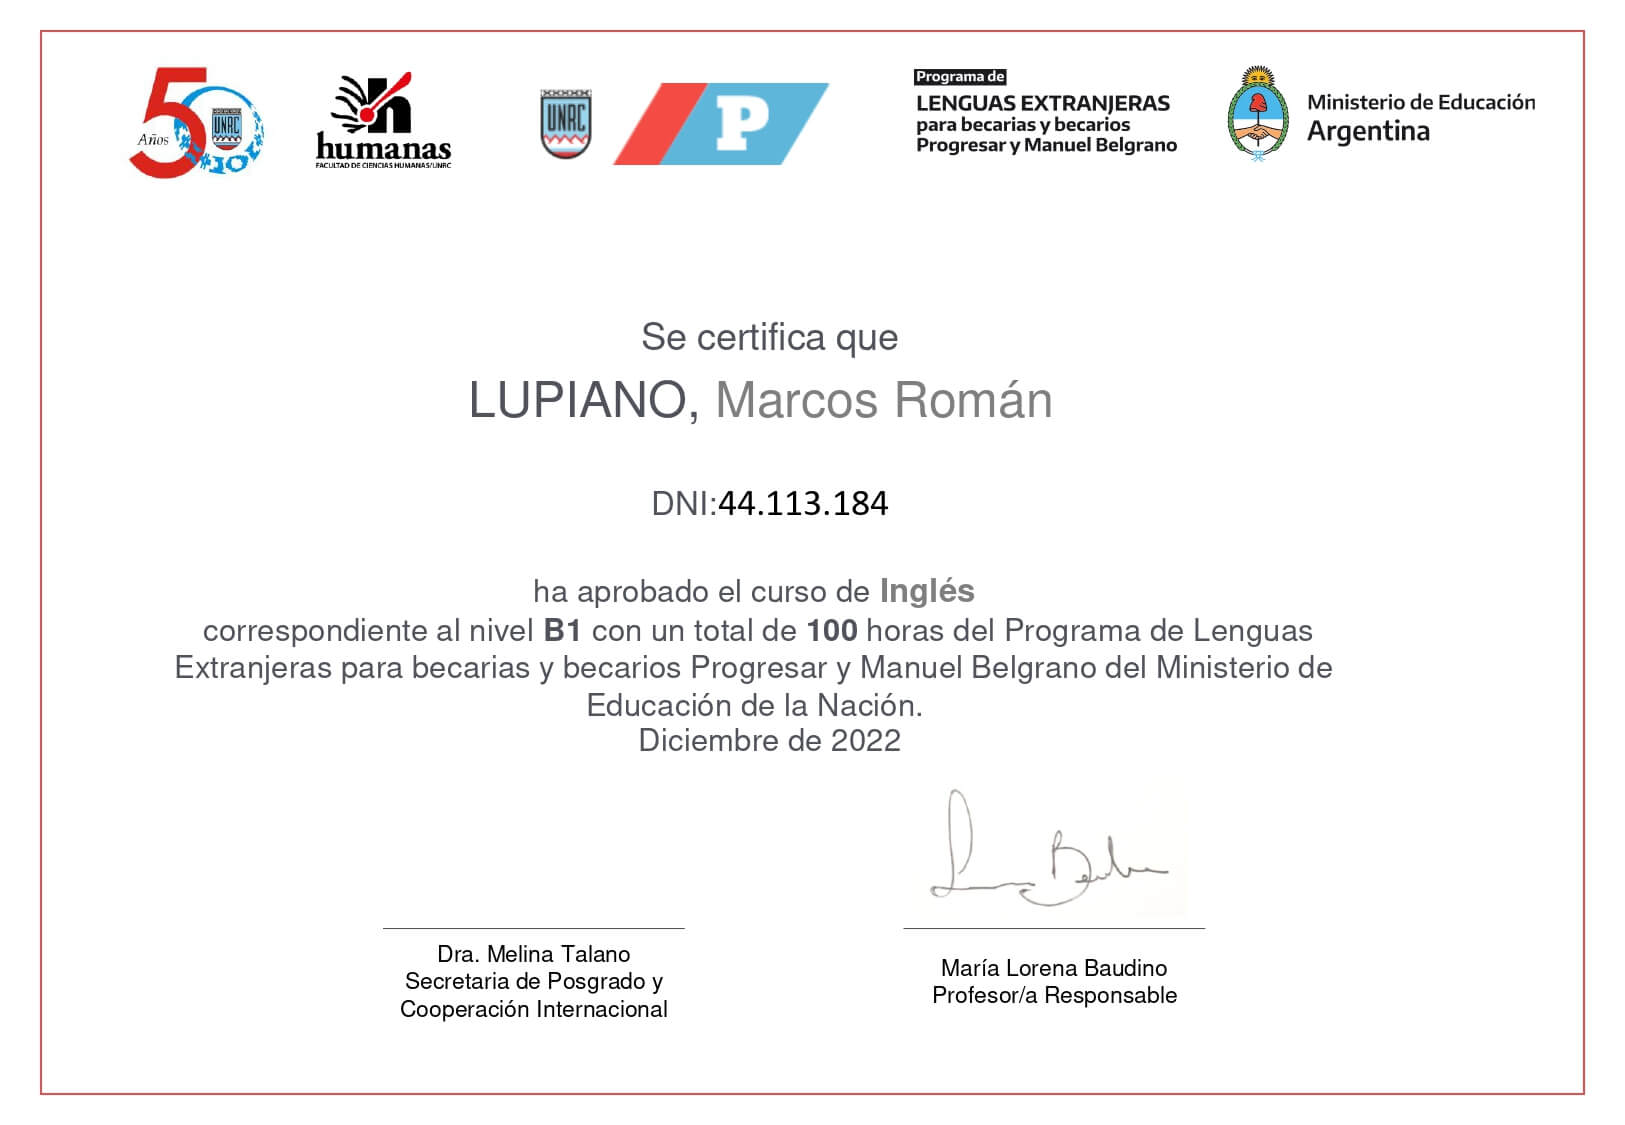 5
Años
UNRC
humanas
FACULTAD DE CIENCIAS HUMANAS/UNRC
UNRC
P
Programa de
LENGUAS EXTRANJERAS
para becarias y becarios
Progresar y Manuel Belgrano
Ministerio de Educación
Argentina
Se certifica que
LUPIANO, Marcos Román
DNI:44.113.184
ha aprobado el curso de Inglés
correspondiente al nivel B1 con un total de 100 horas del Programa de Lenguas
Extranjeras para becarias y becarios Progresar y Manuel Belgrano del Ministerio de
Educación de la Nación.
Diciembre de 2022
Dra. Melina Talano
Secretaria de Posgrado y
Cooperación Internacional
María Lorena Baudino
Profesor/a Responsable